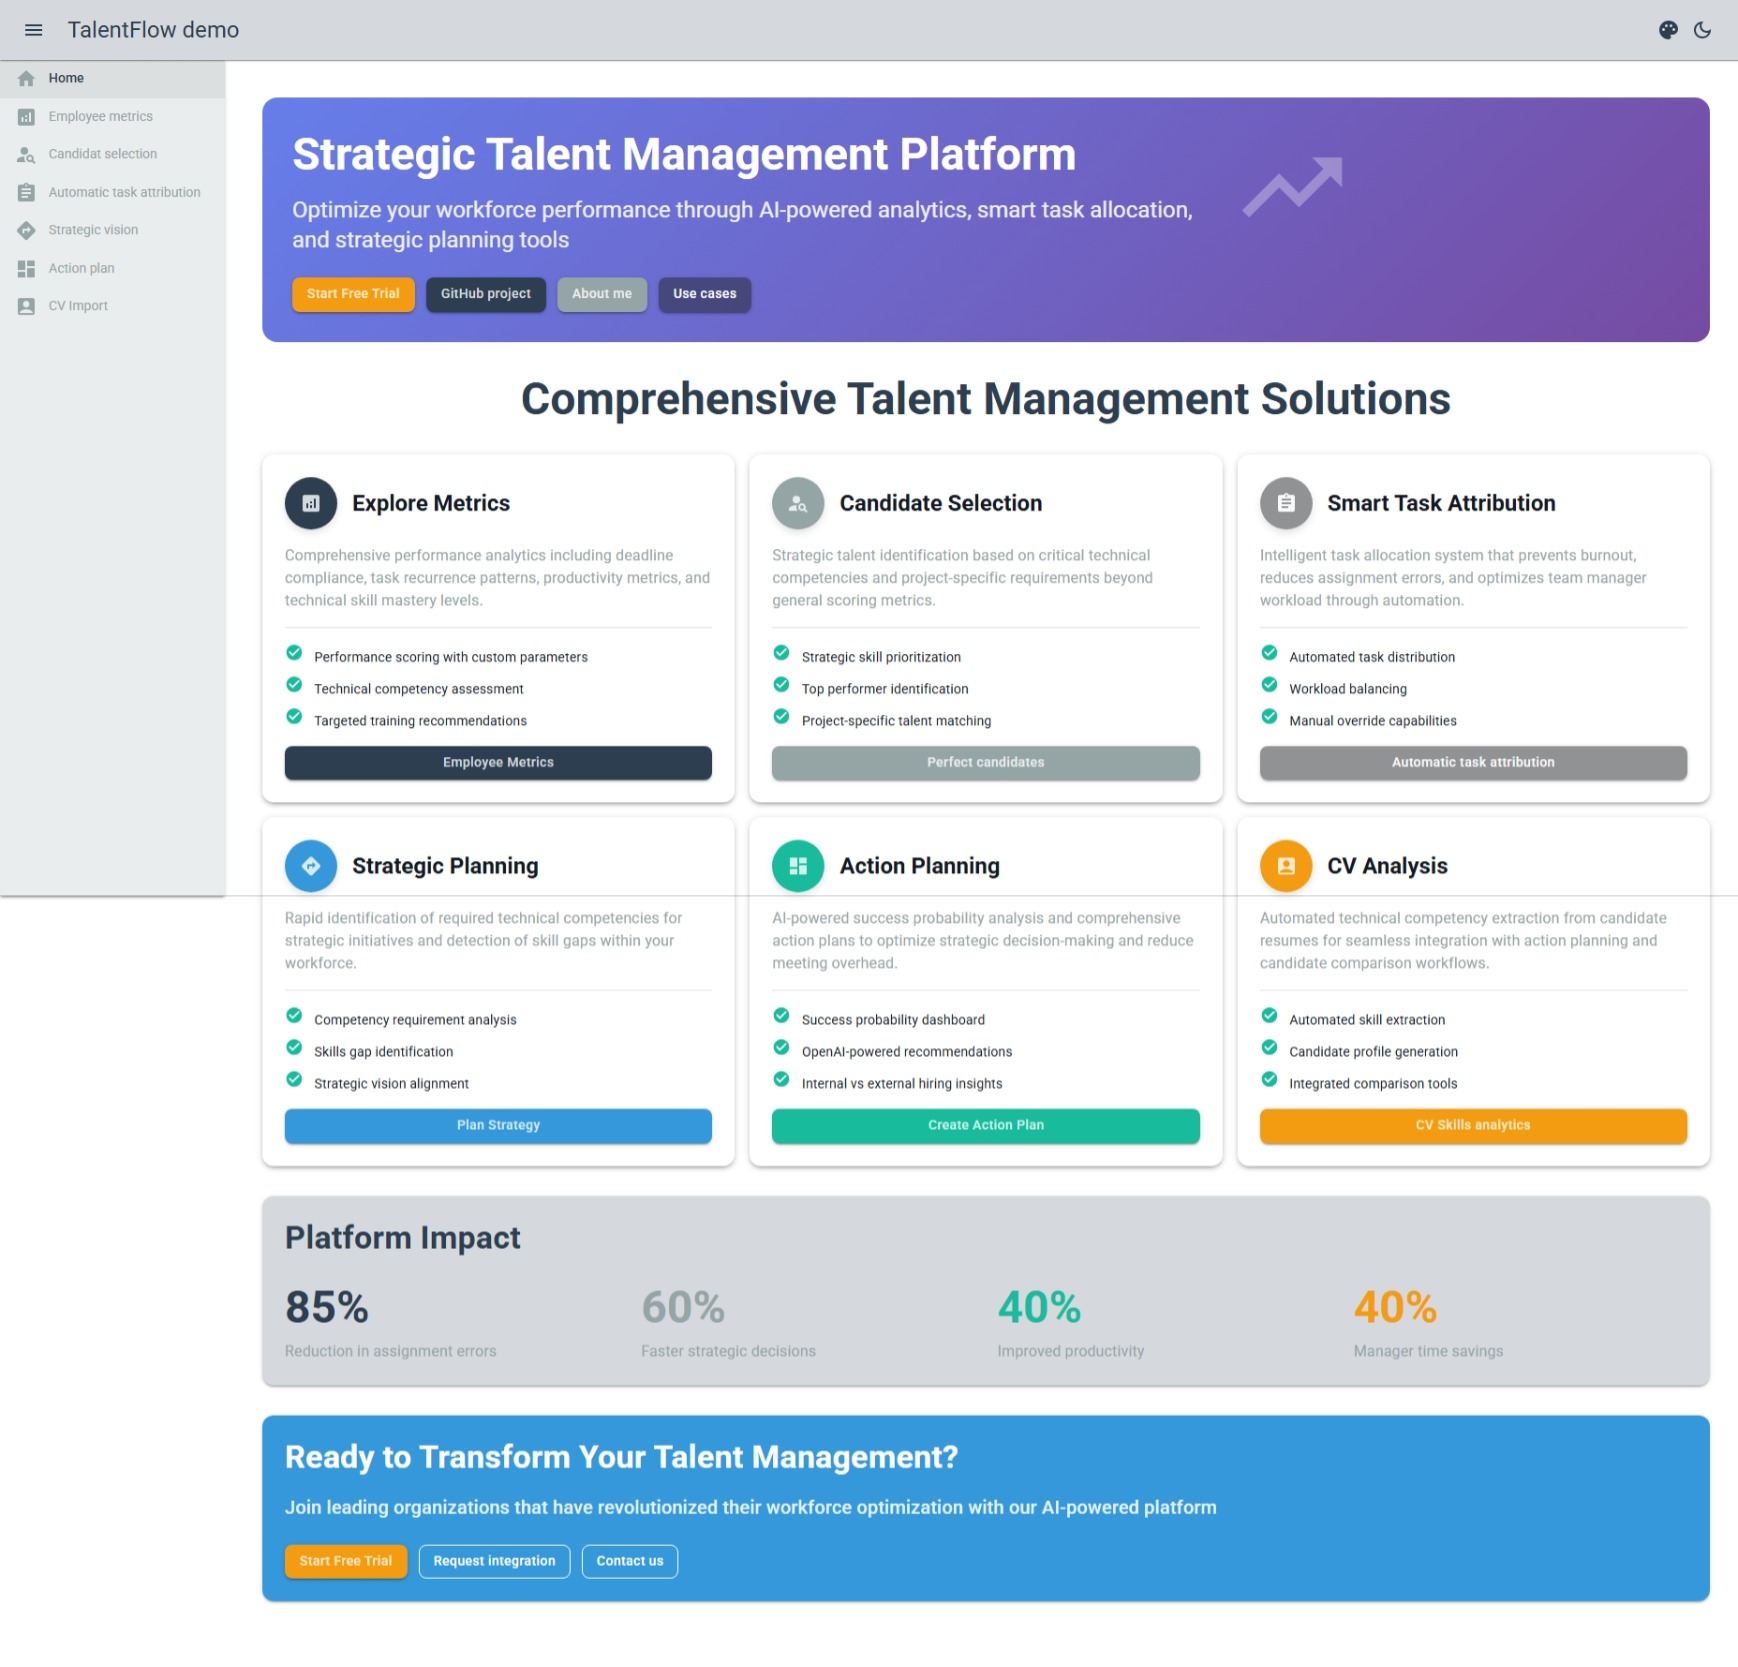 TalentFlow demo
Home
Employee metrics
Candidat selection
Automatic task attribution
Strategic vision
Action plan
CV Import
Strategic Talent Management Platform
Optimize your workforce performance through AI-powered analytics, smart task allocation,
and strategic planning tools
Start Free Trial
GitHub project
About me
Use cases
Comprehensive Talent Management Solutions
Explore Metrics
Comprehensive performance analytics including deadline
compliance, task recurrence patterns, productivity metrics, and
technical skill mastery levels.
Performance scoring with custom parameters
Technical competency assessment
Targeted training recommendations
Employee Metrics
Candidate Selection
Strategic talent identification based on critical technical
competencies and project-specific requirements beyond
general scoring metrics.
Strategic skill prioritization
Top performer identification
Project-specific talent matching
Perfect candidates
Smart Task Attribution
Intelligent task allocation system that prevents burnout,
reduces assignment errors, and optimizes team manager
workload through automation.
Automated task distribution
Workload balancing
Manual override capabilities
Automatic task attribution
Strategic Planning
Rapid identification of required technical competencies for
strategic initiatives and detection of skill gaps within your
workforce.
Competency requirement analysis
Skills gap identification
Strategic vision alignment
Plan Strategy
Action Planning
AI-powered success probability analysis and comprehensive
action plans to optimize strategic decision-making and reduce
meeting overhead.
Success probability dashboard
OpenAI-powered recommendations
Internal vs external hiring insights
Create Action Plan
CV Analysis
Automated technical competency extraction from candidate
resumes for seamless integration with action planning and
candidate comparison workflows.
Automated skill extraction
Candidate profile generation
Integrated comparison tools
CV Skills analytics
Platform Impact
85%
Reduction in assignment errors
60%
Faster strategic decisions
40%
Improved productivity
40%
Manager time savings
Ready to Transform Your Talent Management?
Join leading organizations that have revolutionized their workforce optimization with our AI-powered platform
Start Free Trial
Request integration
Contact us